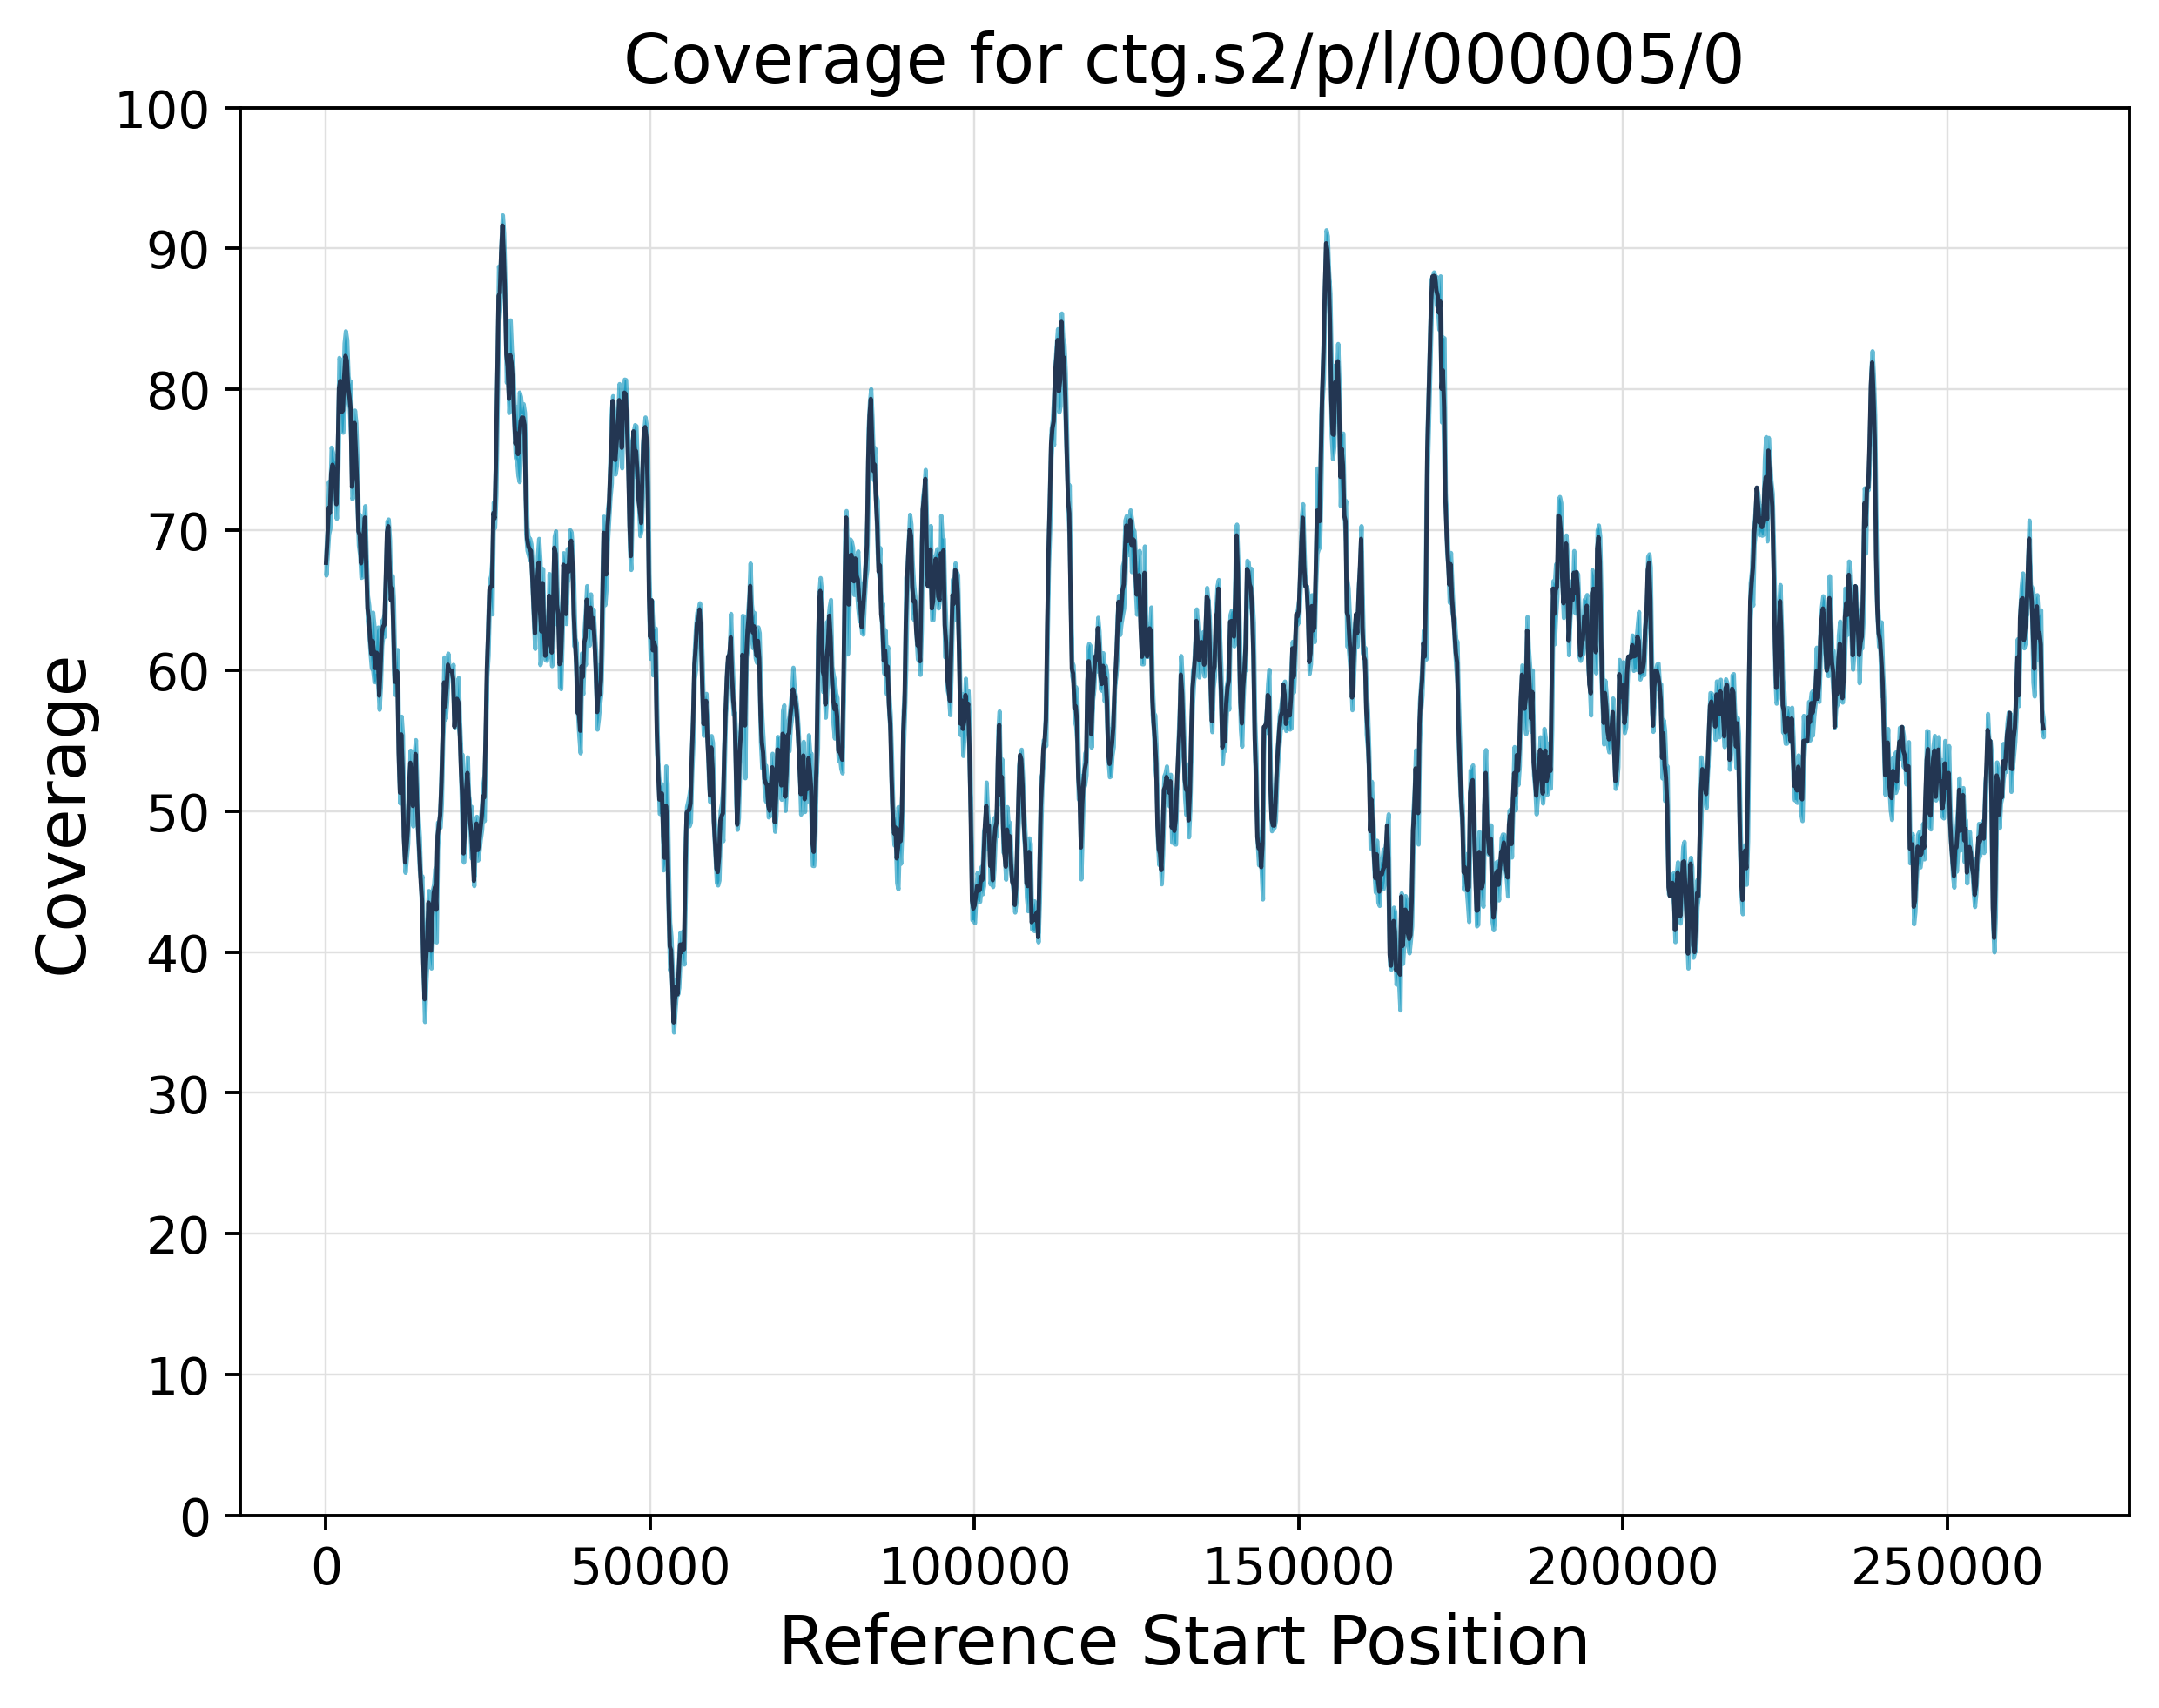 Coverage for ctg.s2/p/l/000005/0
100
90
80
70
60
50
40
30
20
10
0
Coverage
0 50000 100000 150000 200000 250000
Reference Start Position